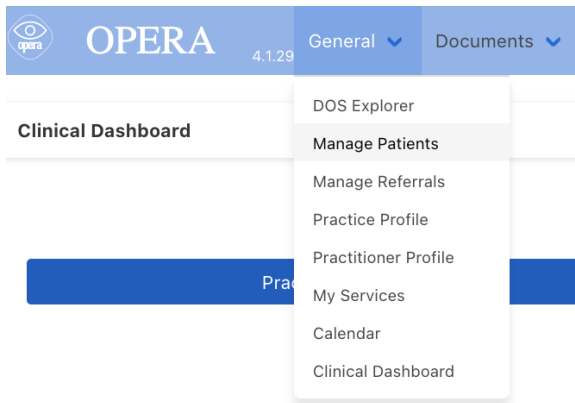 opera
OPERA
4.1.29
General
Documents
Clinical Dashboard
DOS Explorer
Manage Patients
Manage Referrals
Practice Profile
Practitioner Profile
My Services
Calendar
Clinical Dashboard